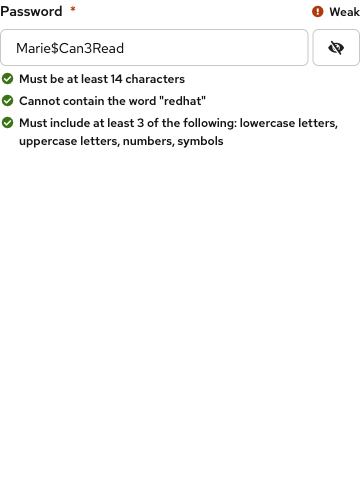 Password * Weak
Marie$Can3Read
Must be at least 14 characters
Cannot contain the word "redhat"
Must include at least 3 of the following: lowercase letters,
uppercase letters, numbers, symbols